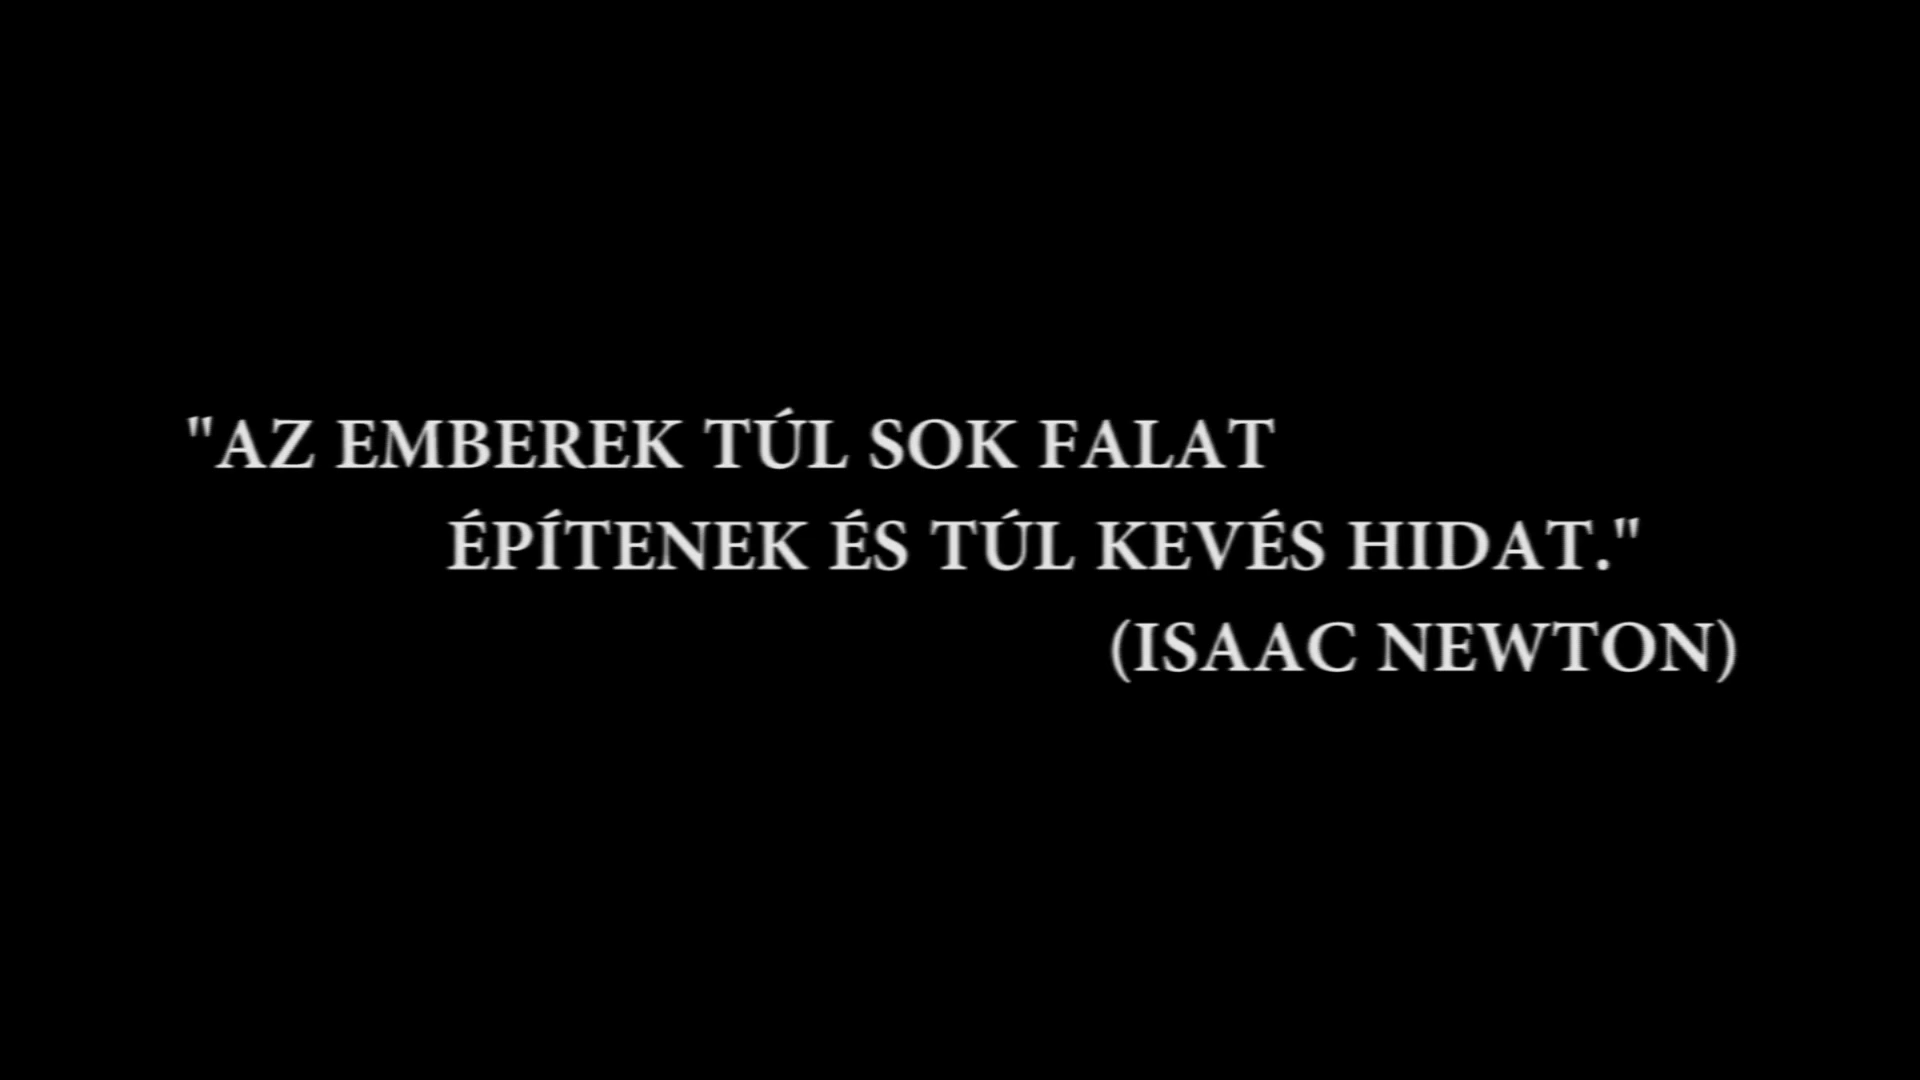 "AZ EMBEREK TÚL SOK FALAT
ÉPÍTENEK ÉS TÚL KEVÉS HIDAT."
(ISAAC NEWTON)